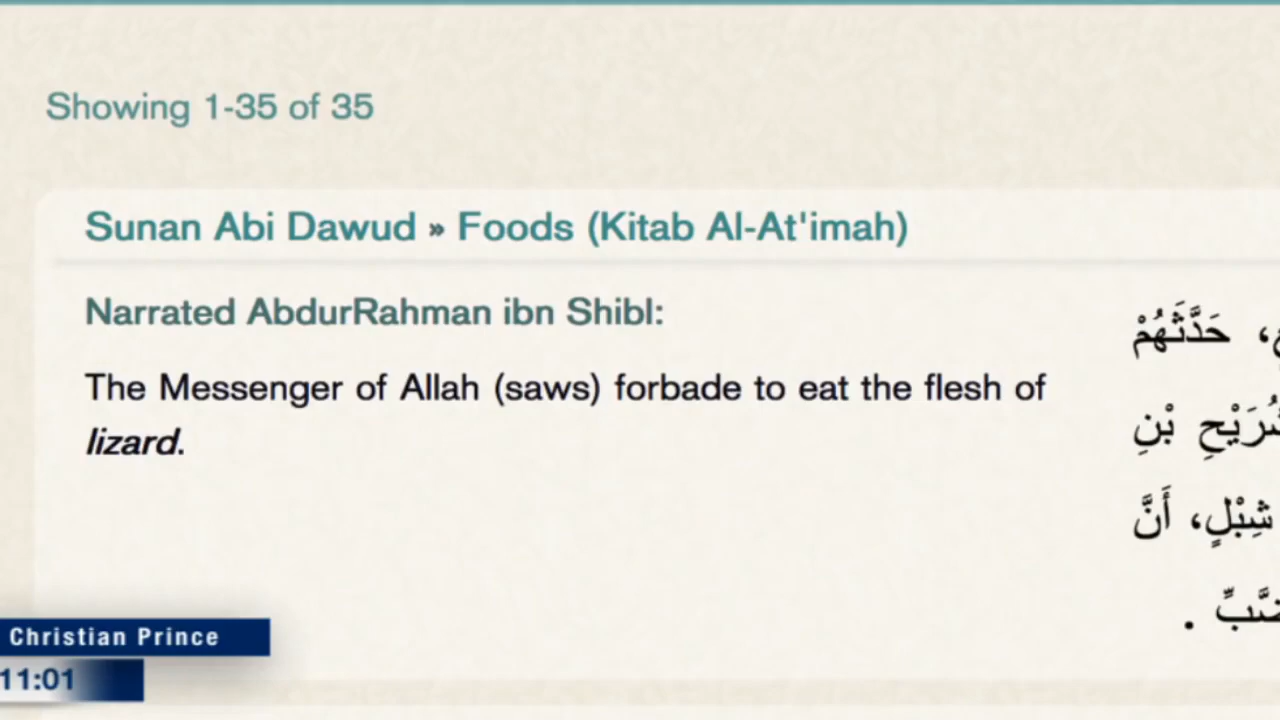 Showing 1-35 of 35
Sunan Abi Dawud » Foods (Kitab Al-At'imah)
Narrated AbdurRahman ibn Shibl:
The Messenger of Allah (saws) forbade to eat the flesh of
lizard.
، حَدَّثَهُمْ
بْنِ
شِبْلٍ، أَنَّ
.
Christian Prince
11:01